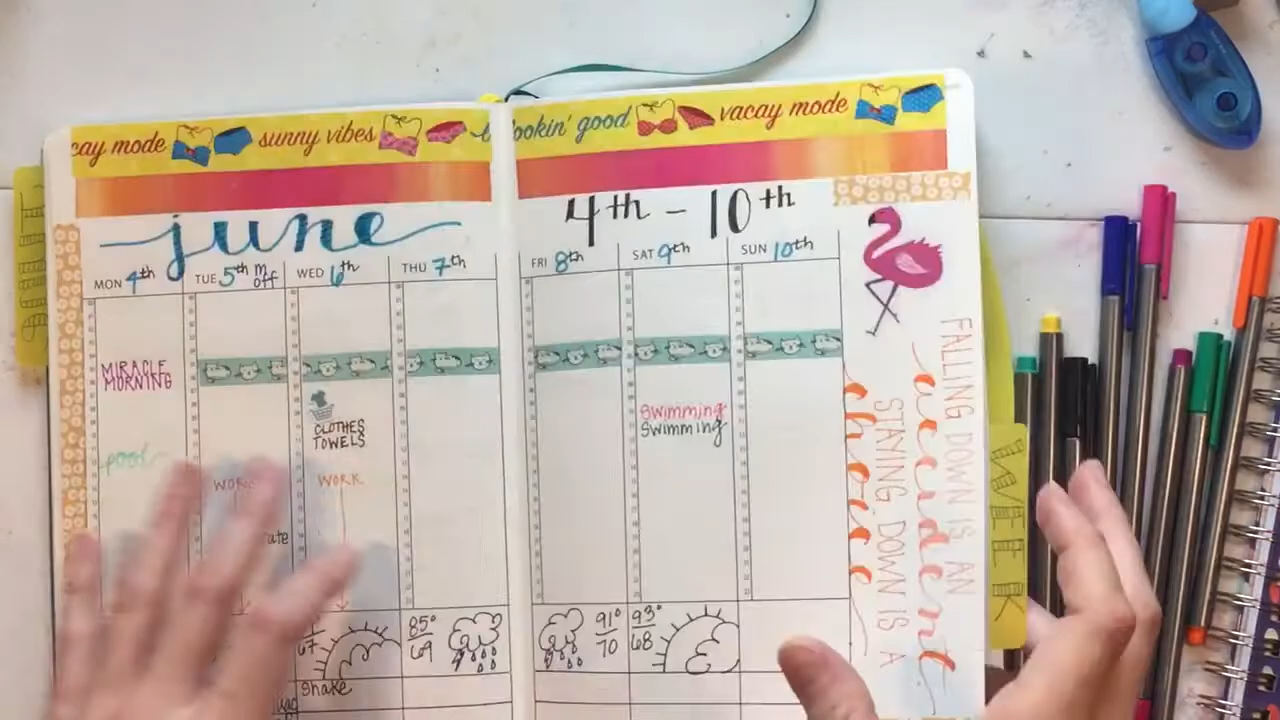 cay mode sunny vibes lookin' good vacay mode
june 4th - 10th
MON 4th
TUE 5th m off
WED 6th
THU 7th
FRI 8th
SAT 9th
SUN 10th
MIRACLE
MORNING
pool
CLOTHES
TOWELS
WORK
Swimming
Swimming
67
85°
69
91°
70
93°
68
shake
FALLING DOWN IS AN
accident
STAYING DOWN IS A
choice
WEEK